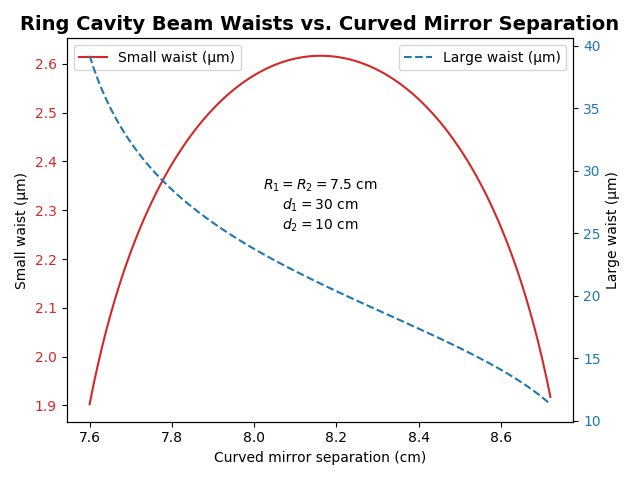 Ring Cavity Beam Waists vs. Curved Mirror Separation
Small waist (μm)
Large waist (μm)
2.6
2.5
2.4
2.3
2.2
2.1
2.0
1.9
Small waist (μm)
R₁ = R₂ = 7.5 cm
d₁ = 30 cm
d₂ = 10 cm
40
35
30
25
20
15
10
Large waist (μm)
7.6 7.8 8.0 8.2 8.4 8.6
Curved mirror separation (cm)